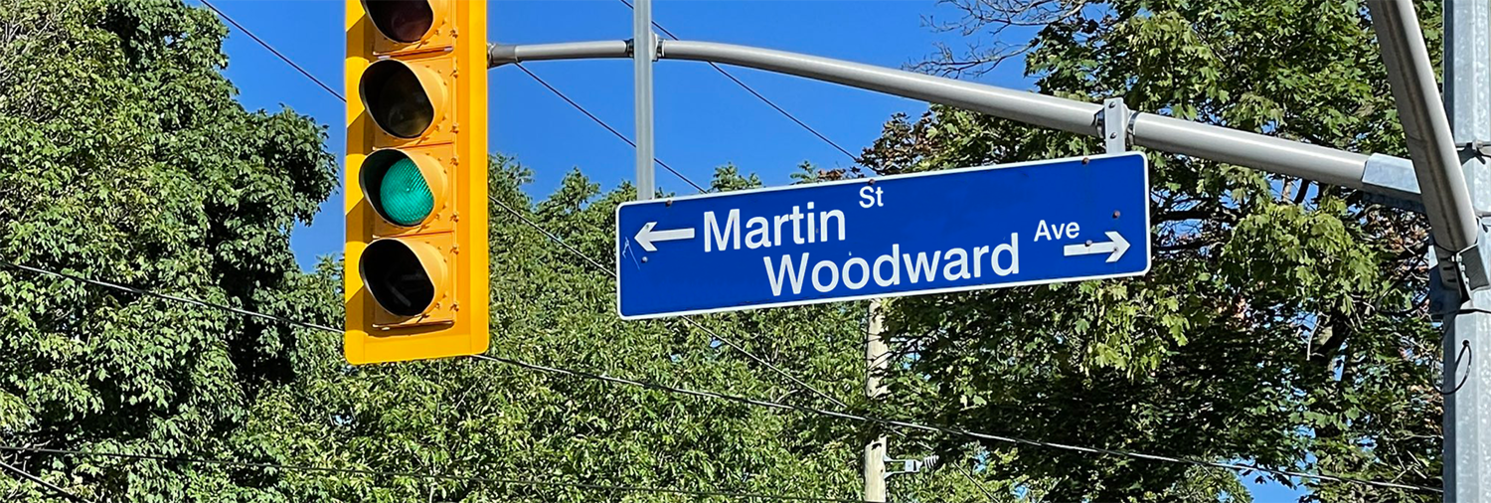 ← Martin St
Woodward Ave →